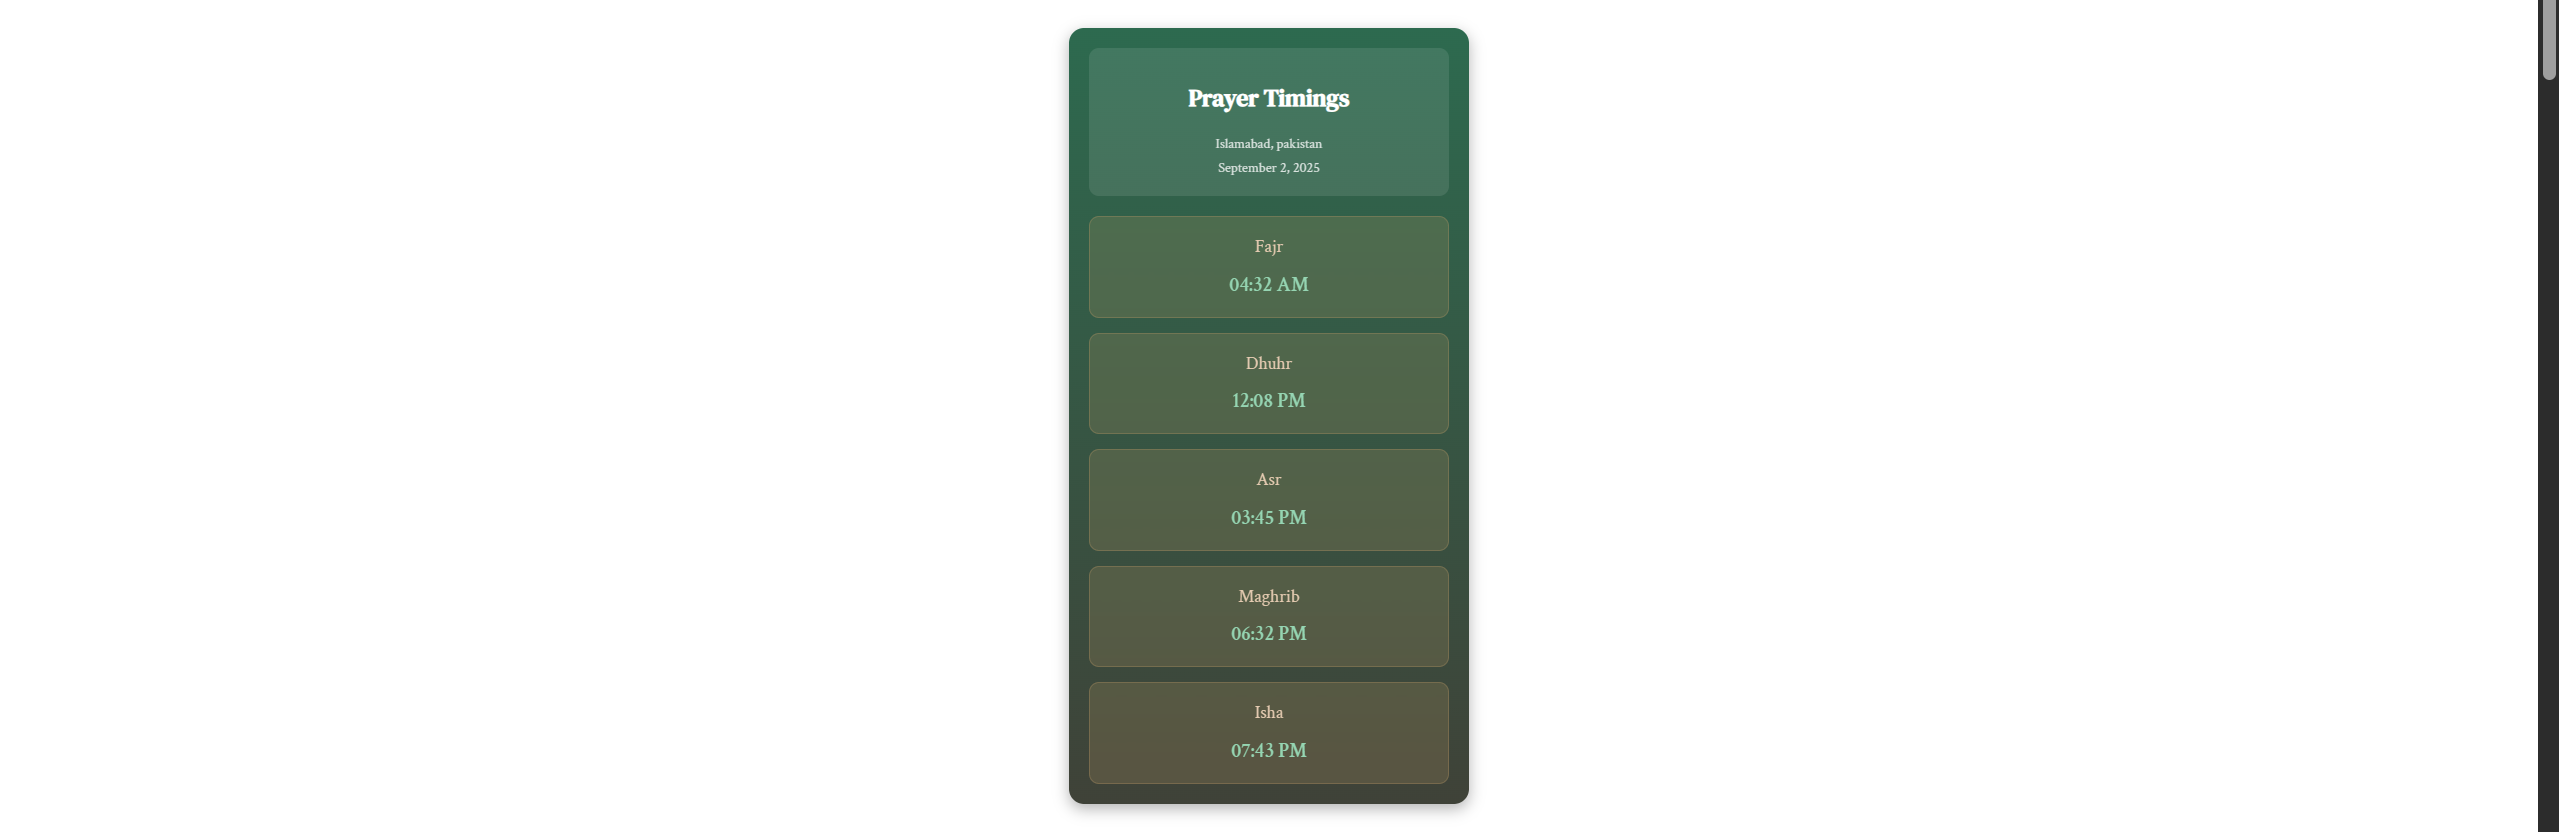 Prayer Timings
Islamabad, pakistan
September 2, 2025
Fajr
04:32 AM
Dhuhr
12:08 PM
Asr
03:45 PM
Maghrib
06:32 PM
Isha
07:43 PM